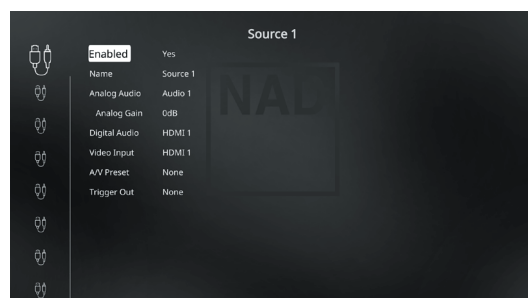 Source 1
Enabled Yes
Name Source 1
NAD
Analog Audio Audio 1
Analog Gain 0dB
Digital Audio HDMI 1
Video Input HDMI 1
A/V Preset None
Trigger Out None